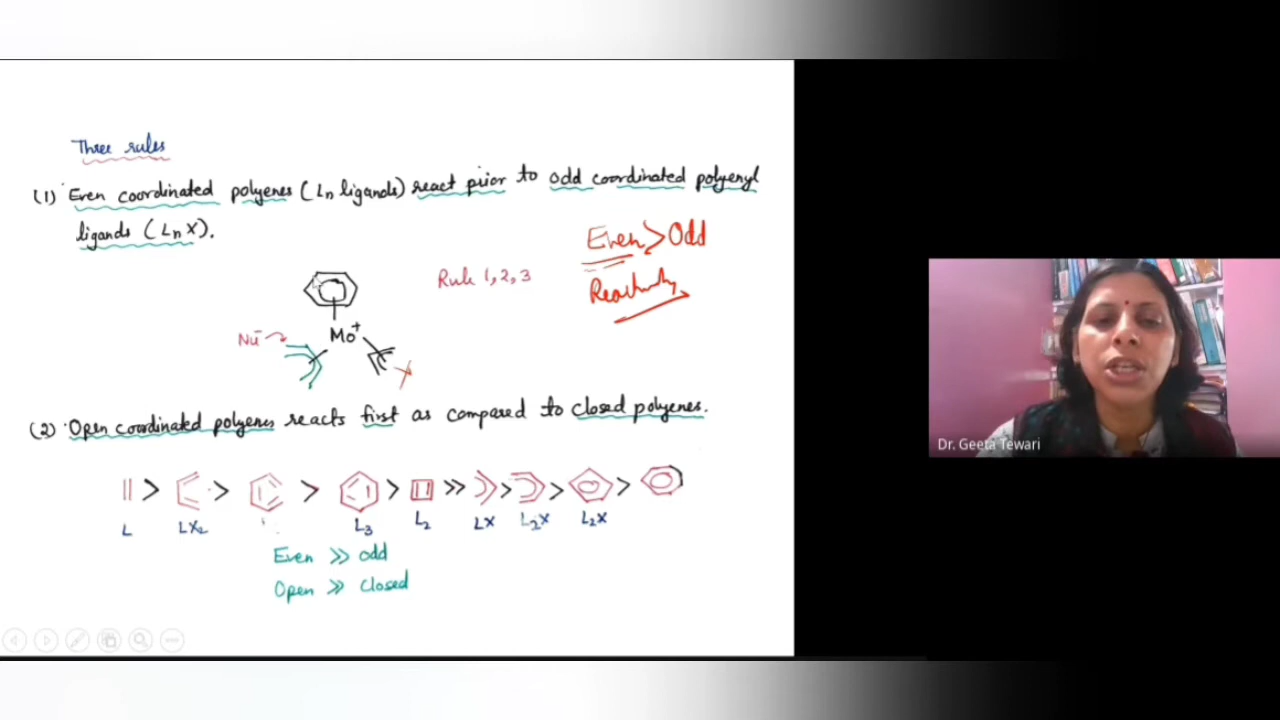 Three rules
(1) Even coordinated polyenes (Ln ligands) react prior to odd coordinated polyenyl
ligands (LnX).
Even > Odd
Reactivity
Rule 1, 2, 3
Mo+
Nu-
(2) Open coordinated polyenes reacts first as compared to closed polyenes.
> > > > >> > > > >
L LX2 L3 L2 LX L2X L2X
Even >> odd
Open >> closed
Dr. Geeta Tewari